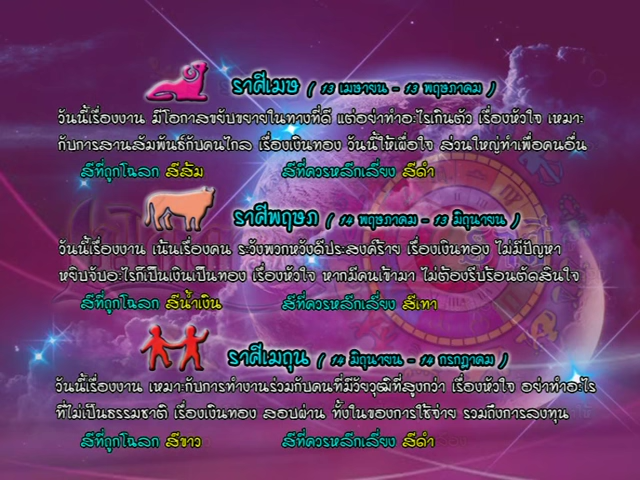 ราศีเมษ ( 13 เมษายน - 13 พฤษภาคม )
วันนี้เรื่องงาน มีโอกาสขยับขยายในทางที่ดี แต่อย่าทำอะไรเกินตัว เรื่องหัวใจ เหมาะ
กับการสานสัมพันธ์กับคนไกล เรื่องเงินทอง วันนี้ให้เผื่อใจ ส่วนใหญ่ทำเพื่อคนอื่น
สีที่ถูกโฉลก สีส้ม สีที่ควรหลีกเลี่ยง สีดำ
ราศีพฤษภ ( 14 พฤษภาคม - 13 มิถุนายน )
วันนี้เรื่องงาน เน้นเรื่องคน ระวังพวกหวังดีประสงค์ร้าย เรื่องเงินทอง ไม่มีปัญหา
หยิบจับอะไรก็เป็นเงินเป็นทอง เรื่องหัวใจ หากมีคนเข้ามา ไม่ต้องรีบร้อนตัดสินใจ
สีที่ถูกโฉลก สีน้ำเงิน สีที่ควรหลีกเลี่ยง สีเทา
ราศีเมถุน ( 14 มิถุนายน - 14 กรกฎาคม )
วันนี้เรื่องงาน เหมาะกับการทำงานร่วมกับคนที่มีวัยวุฒิที่สูงกว่า เรื่องหัวใจ อย่าทำอะไร
ที่ไม่เป็นธรรมชาติ เรื่องเงินทอง สอบผ่าน ทั้งในของการใช้จ่าย รวมถึงการลงทุน
สีที่ถูกโฉลก สีขาว สีที่ควรหลีกเลี่ยง สีดำ